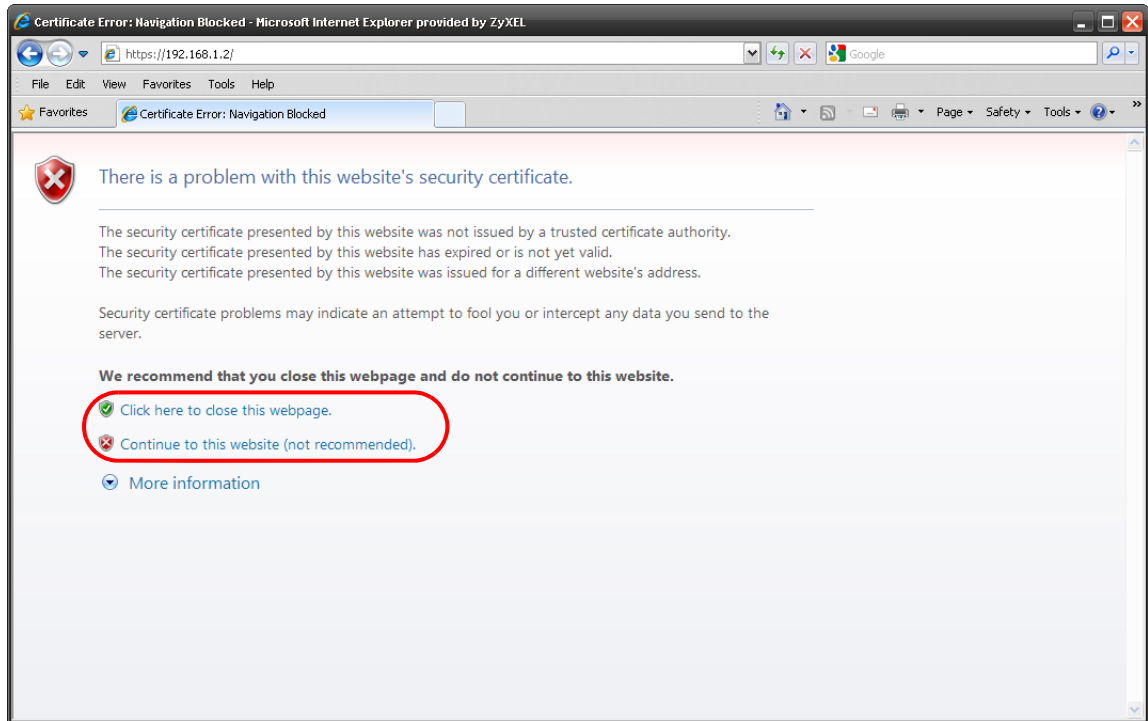 Certificate Error: Navigation Blocked - Microsoft Internet Explorer provided by ZyXEL
https://192.168.1.2/
Google
File Edit View Favorites Tools Help
Favorites Certificate Error: Navigation Blocked Page Safety Tools
There is a problem with this website's security certificate.
The security certificate presented by this website was not issued by a trusted certificate authority.
The security certificate presented by this website has expired or is not yet valid.
The security certificate presented by this website was issued for a different website's address.
Security certificate problems may indicate an attempt to fool you or intercept any data you send to the
server.
We recommend that you close this webpage and do not continue to this website.
Click here to close this webpage.
Continue to this website (not recommended).
More information